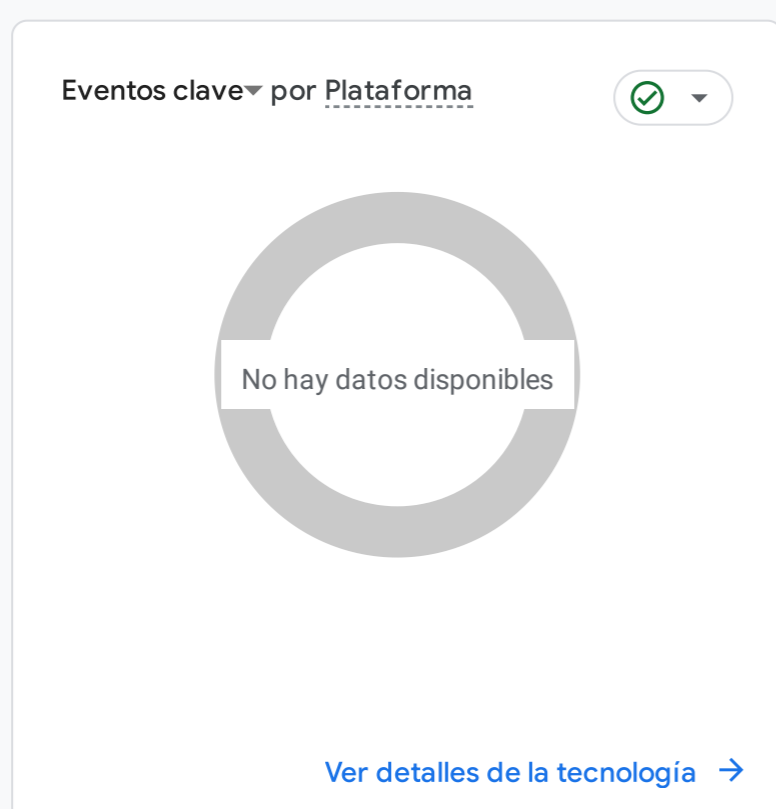 Eventos clave por Plataforma
No hay datos disponibles
Ver detalles de la tecnología